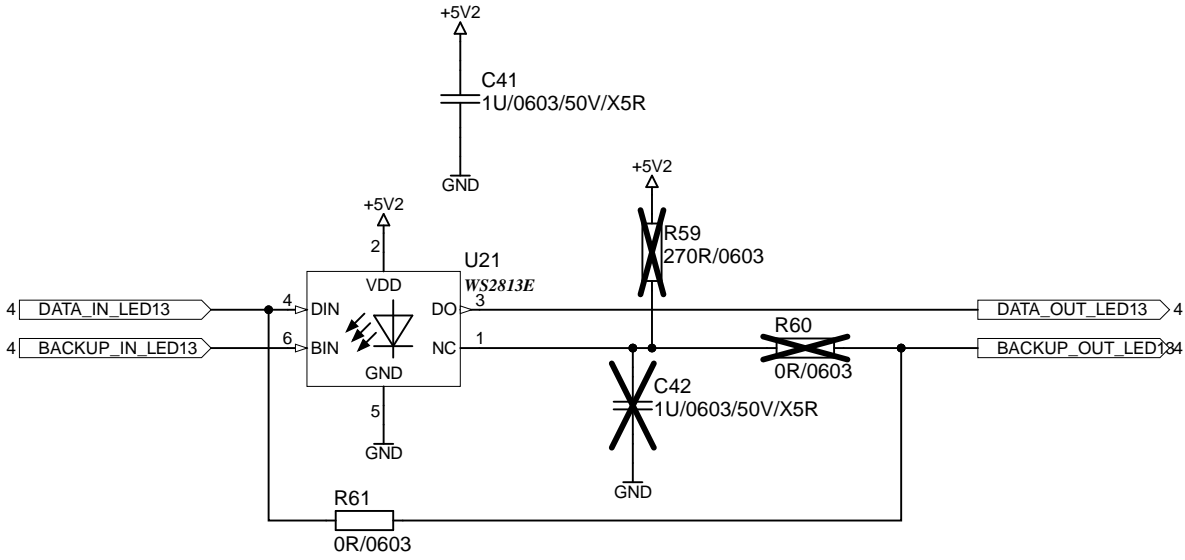 +5V2
C41
1U/0603/50V/X5R
GND
+5V2
R59
270R/0603
+5V2
2
U21
WS2813E
VDD
4 DATA_IN_LED13
4 DIN
DO 3
DATA_OUT_LED13 4
4 BACKUP_IN_LED13
6 BIN
NC 1
R60
0R/0603
BACKUP_OUT_LED13 4
GND
5
GND
C42
1U/0603/50V/X5R
GND
R61
0R/0603